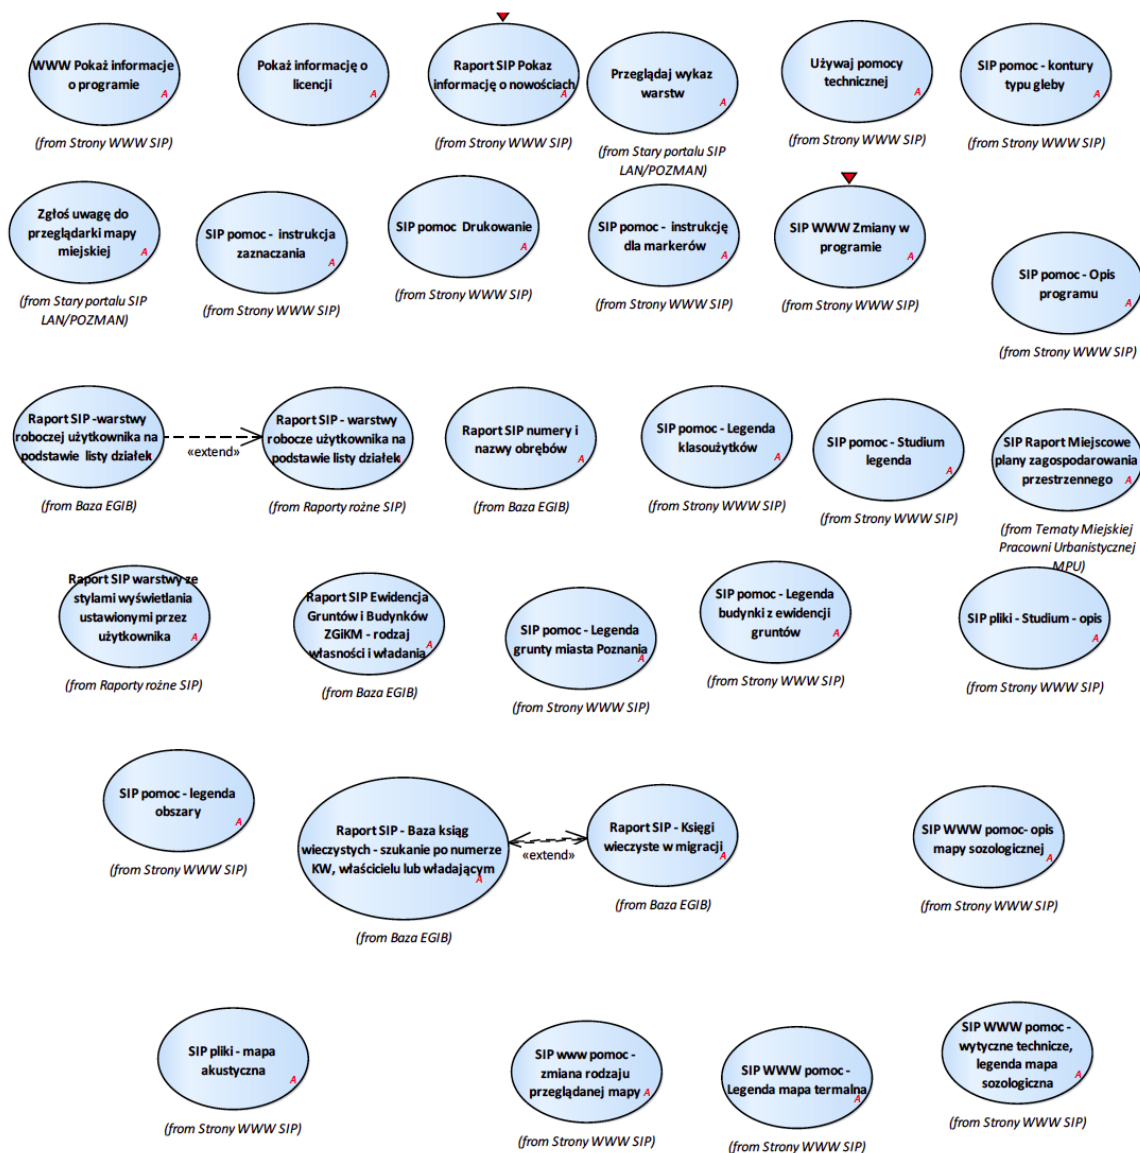 WWW Pokaż informacje
o programie
A
(from Strony WWW SIP)
Pokaż informację o
licencji
A
Raport SIP Pokaz
informację o nowościach
A
(from Strony WWW SIP)
Przeglądaj wykaz
warstw
A
(from Stary portalu SIP
LAN/POZMAN)
Używaj pomocy
technicznej
A
(from Strony WWW SIP)
SIP pomoc - kontury
typu gleby
A
(from Strony WWW SIP)
Zgłoś uwagę do
przeglądarki mapy
miejskiej
A
(from Stary portalu SIP
LAN/POZMAN)
SIP pomoc - instrukcja
zaznaczania
A
(from Strony WWW SIP)
SIP pomoc Drukowanie
A
(from Strony WWW SIP)
SIP pomoc - instrukcję
dla markerów
A
(from Strony WWW SIP)
SIP WWW Zmiany w
programie
A
(from Strony WWW SIP)
SIP pomoc - Opis
programu
A
(from Strony WWW SIP)
Raport SIP -warstwy
roboczej użytkownika na
podstawie listy działek
(from Baza EGIB)
«extend»
Raport SIP - warstwy
robocze użytkownika na
podstawie listy działek
(from Raporty rożne SIP)
Raport SIP numery i
nazwy obrębów
A
(from Baza EGIB)
SIP pomoc - Legenda
klasoużytków
A
(from Strony WWW SIP)
SIP pomoc - Studium
legenda
A
(from Strony WWW SIP)
SIP Raport Miejscowe
plany zagospodarowania
przestrzennego
A
(from Tematy Miejskiej
Pracowni Urbanistycznej
MPU)
Raport SIP warstwy ze
stylami wyświetlania
ustawionymi przez
użytkownika
A
(from Raporty rożne SIP)
Raport SIP Ewidencja
Gruntów i Budynków
ZGiKM - rodzaj
własności i władania
A
(from Baza EGIB)
SIP pomoc - Legenda
grunty miasta Poznania
A
(from Strony WWW SIP)
SIP pomoc - Legenda
budynki z ewidencji
gruntów
A
(from Strony WWW SIP)
SIP pliki - Studium - opis
A
(from Strony WWW SIP)
SIP pomoc - legenda
obszary
A
(from Strony WWW SIP)
Raport SIP - Baza ksiąg
wieczystych - szukanie po numerze
KW, właścicielu lub władającym
A
(from Baza EGIB)
«extend»
Raport SIP - Księgi
wieczyste w migracji
A
(from Baza EGIB)
SIP WWW pomoc- opis
mapy sozologicznej
A
(from Strony WWW SIP)
SIP pliki - mapa
akustyczna
A
(from Strony WWW SIP)
SIP www pomoc -
zmiana rodzaju
przeglądanej mapy
A
(from Strony WWW SIP)
SIP WWW pomoc -
Legenda mapa termalna
A
(from Strony WWW SIP)
SIP WWW pomoc -
wytyczne technicze,
legenda mapa
sozologiczna
A
(from Strony WWW SIP)